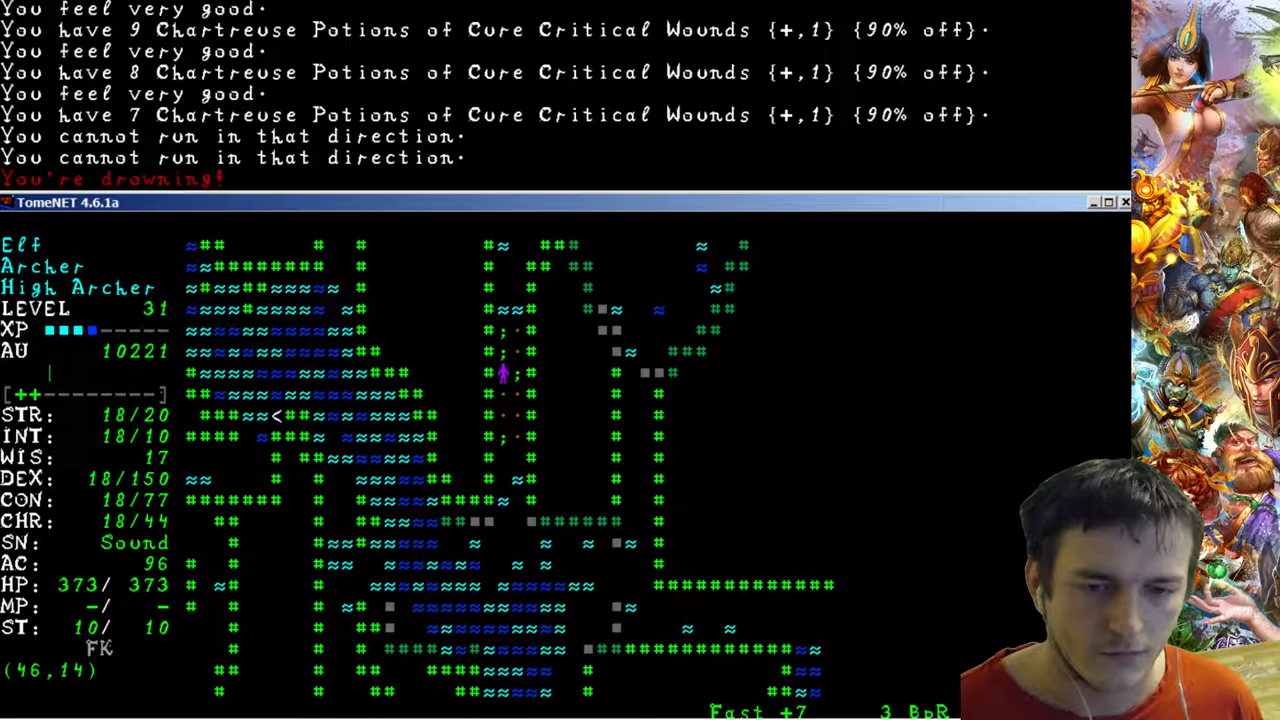 You feel very good.
You have 9 Chartreuse Potions of Cure Critical Wounds {+,1} {90% off}.
You feel very good.
You have 8 Chartreuse Potions of Cure Critical Wounds {+,1} {90% off}.
You feel very good.
You have 7 Chartreuse Potions of Cure Critical Wounds {+,1} {90% off}.
You cannot run in that direction.
You cannot run in that direction.
You're drowning!
TomeNET 4.6.1a
Elf
Archer
High Archer
LEVEL 31
XP
AU 10221
[++---------]
STR: 18/20
INT: 18/10
WIS: 17
DEX: 18/150
CON: 18/77
CHR: 18/44
SN: Sound
AC: 96
HP: 373/ 373
MP: -/ -
ST: 10/ 10
FK
(46,14)
Fast +7 3 BpR